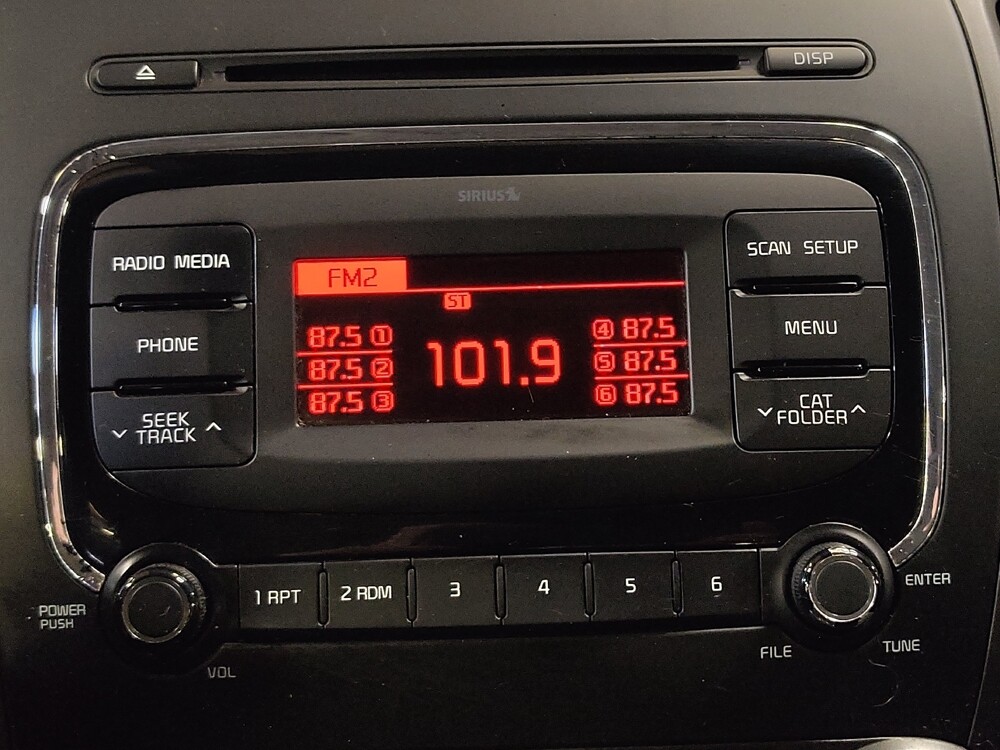 DISP
SIRIUS
RADIO MEDIA
PHONE
SEEK
TRACK
FM2
ST
87.5 1
87.5 2
87.5 3
101.9
4 87.5
5 87.5
6 87.5
SCAN SETUP
MENU
CAT
FOLDER
1 RPT
2 RDM
3
4
5
6
POWER
PUSH
VOL
ENTER
FILE
TUNE